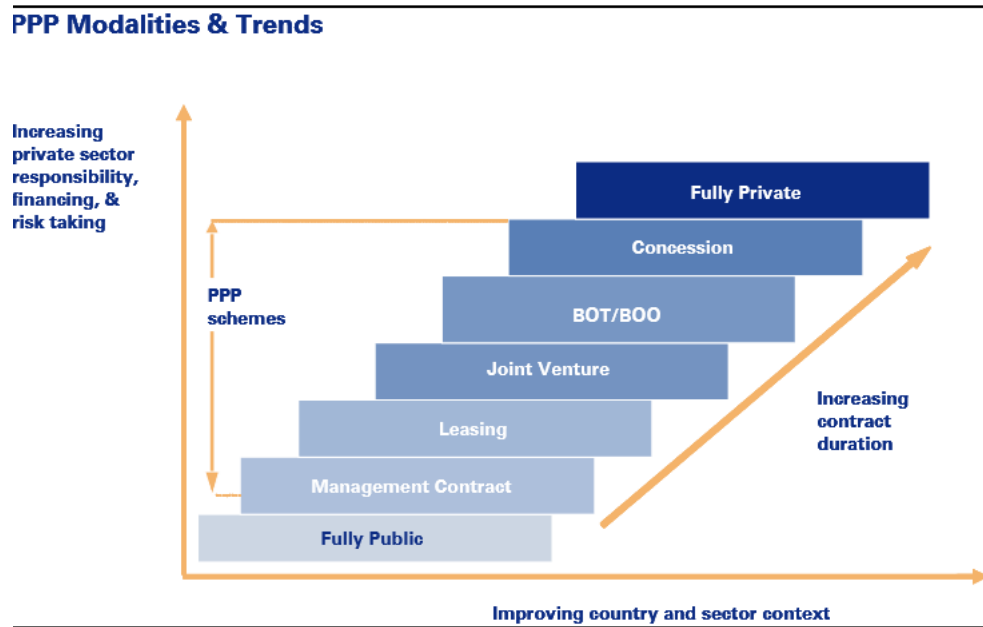 PPP Modalities & Trends
Increasing
private sector
responsibility,
financing, &
risk taking
Fully Private
Concession
PPP
schemes
BOT/BOO
Joint Venture
Increasing
contract
duration
Leasing
Management Contract
Fully Public
Improving country and sector context